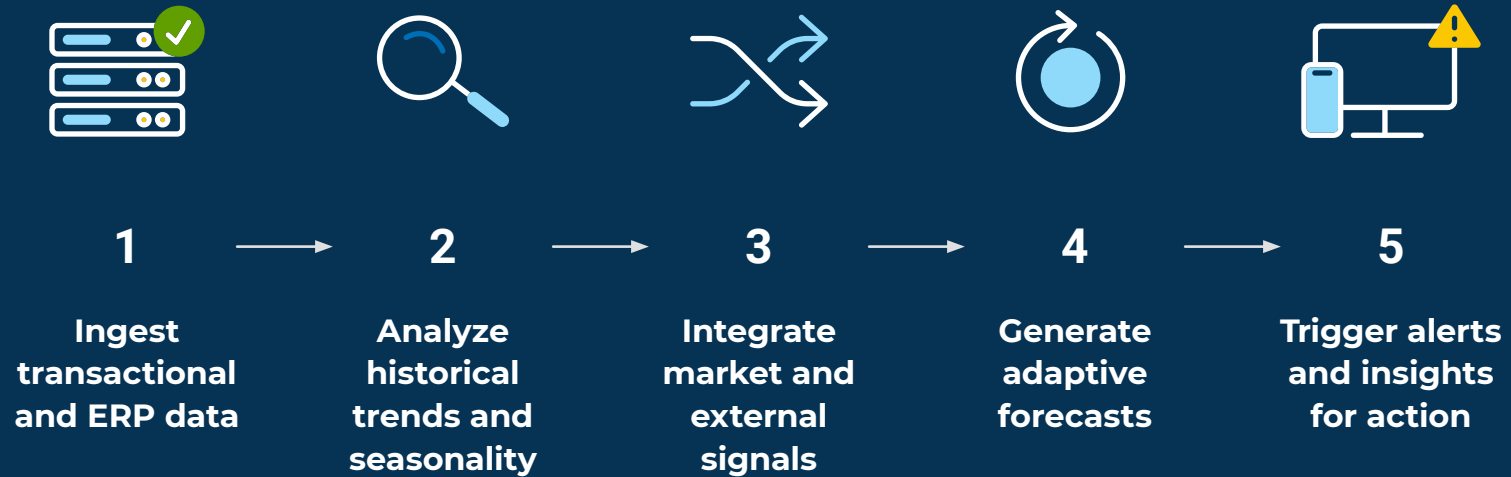 1
2
3
4
5
Ingest
transactional
and ERP data
Analyze
historical
trends and
seasonality
Integrate
market and
external
signals
Generate
adaptive
forecasts
Trigger alerts
and insights
for action